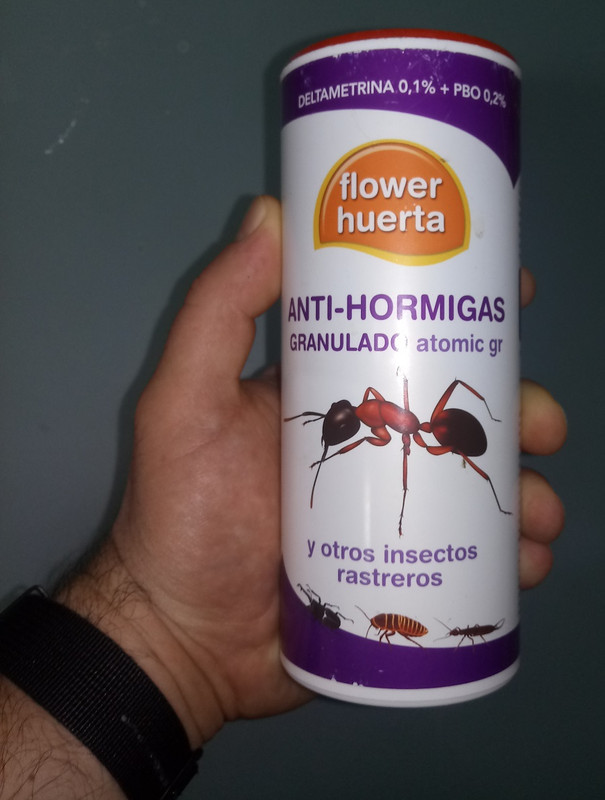 DELTAMETRINA 0,1% + PBO 0,2%
flower
huerta
ANTI-HORMIGAS
GRANULADO atomic gr
y otros insectos
rastreros